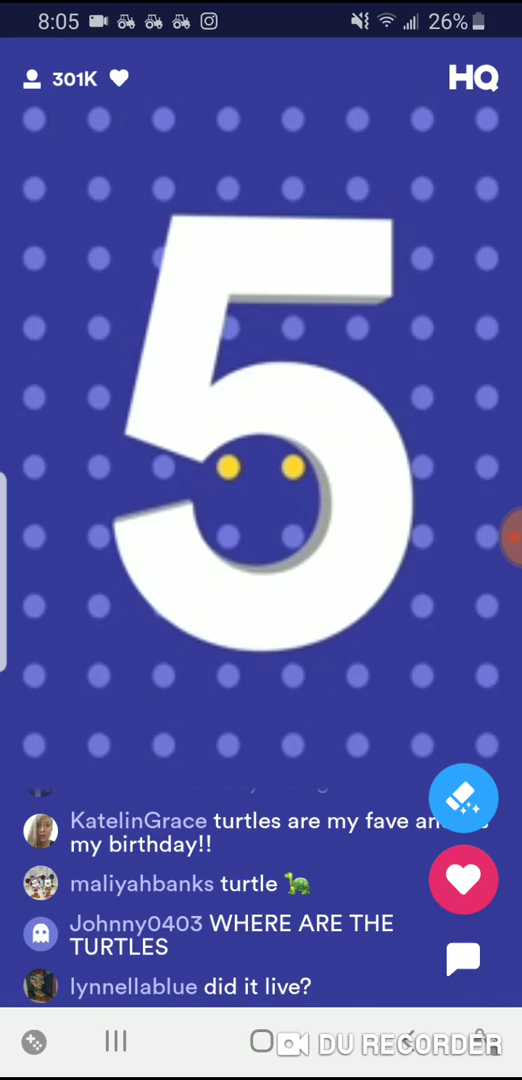 8:05 26%
301K HQ
5
KatelinGrace turtles are my fave an
my birthday!!
maliyahbanks turtle 🐢
Johnny0403 WHERE ARE THE
TURTLES
lynnellablue did it live?
DU RECORDER